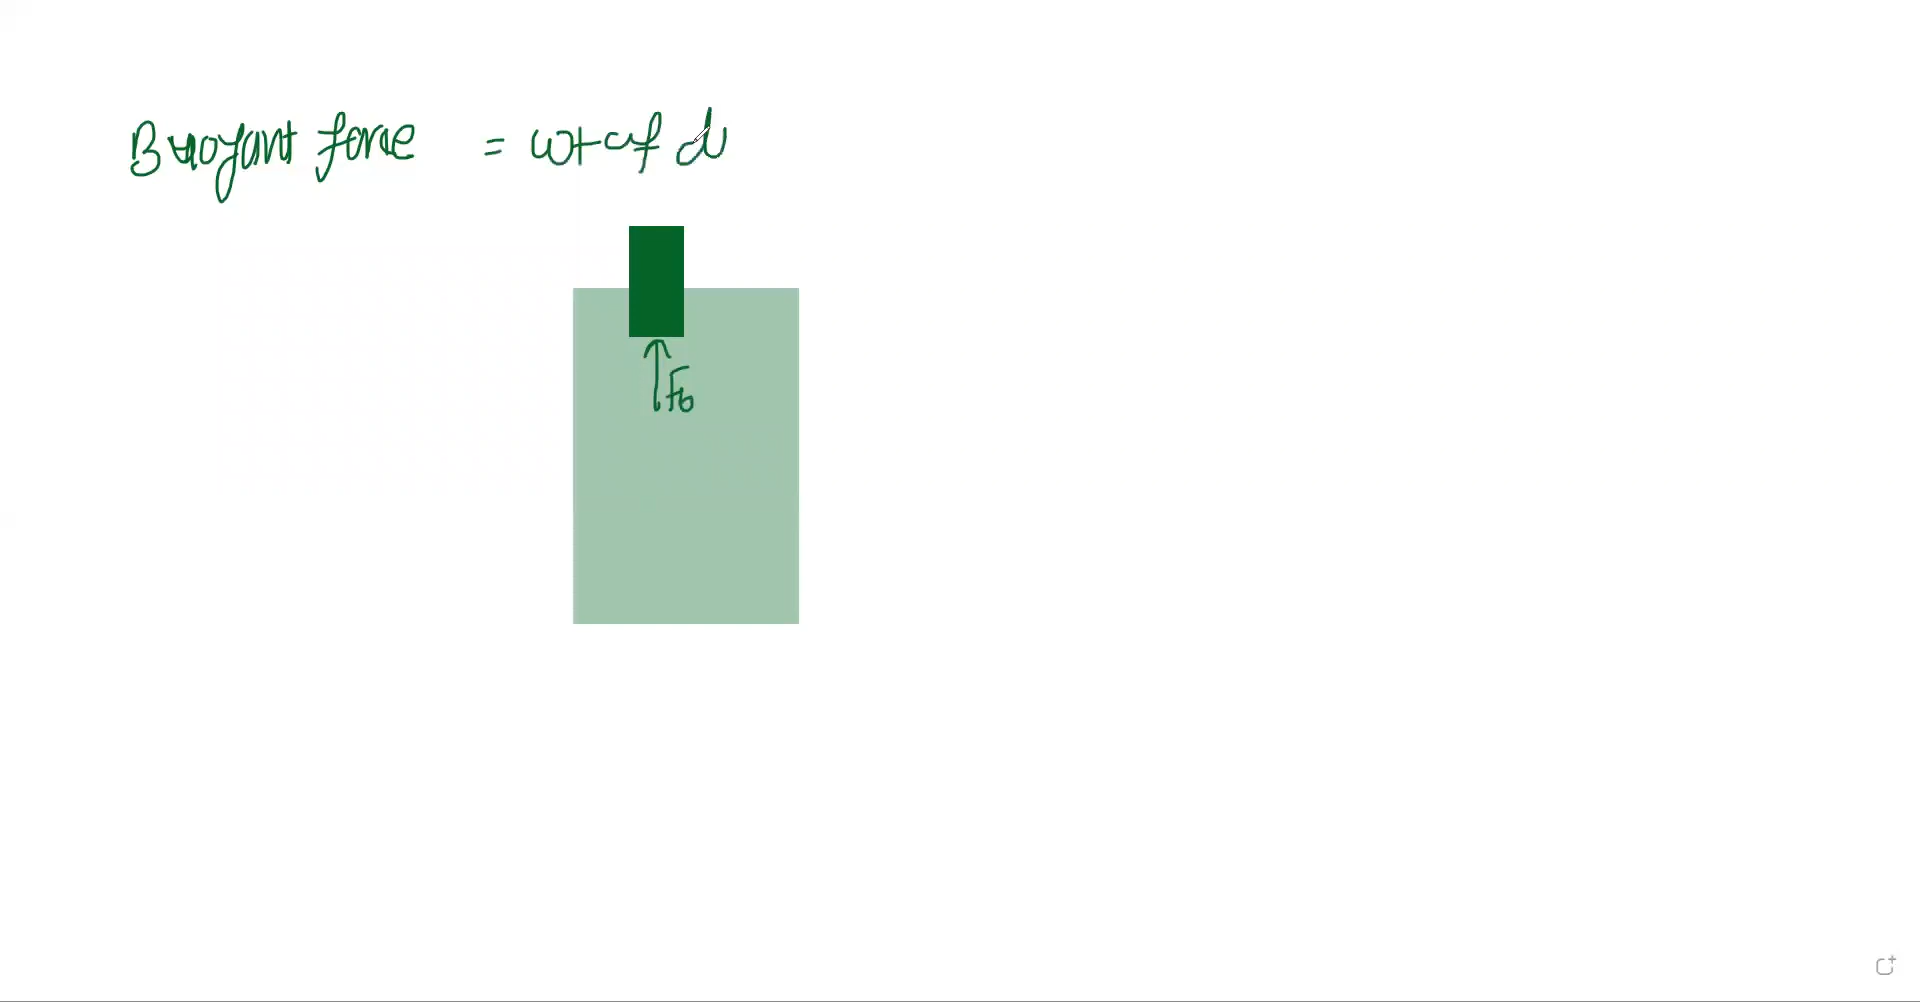 Buoyant force = wt of d
Fb